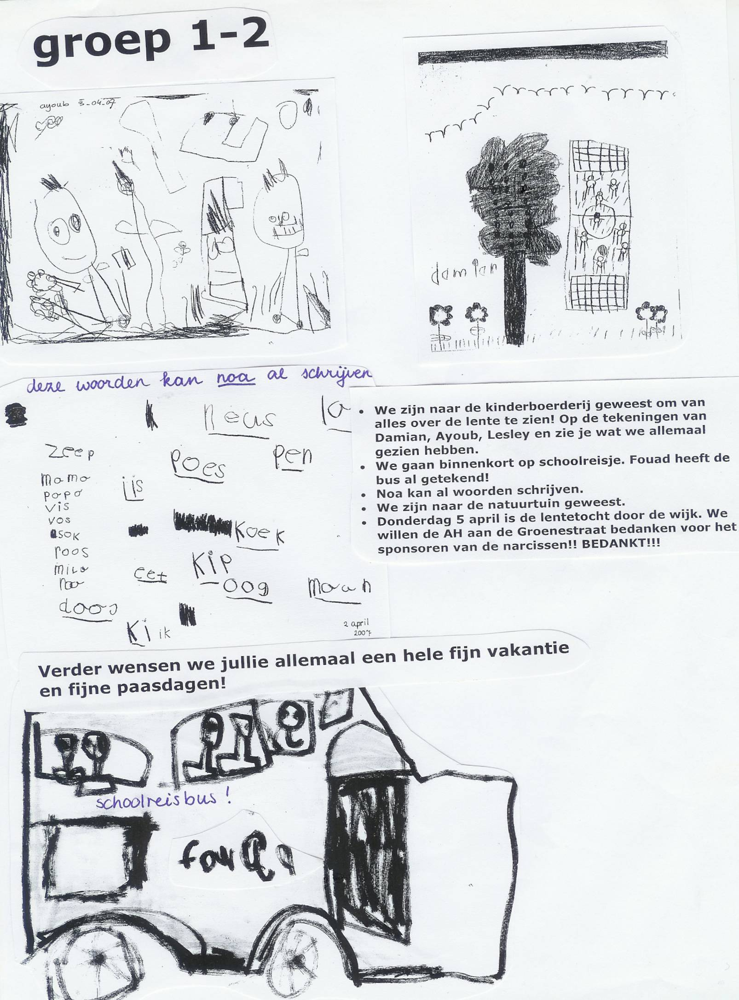 groep 1-2
ayoub 3-04-07
damian
deze woorden kan noa al schrijven
neus
zeep
poes
pen
mama
ijs
papa
vis
vos
sok
koek
roos
kip
eet
noa
oog
maan
doos
ik
2 april
2007
• We zijn naar de kinderboerderij geweest om van
alles over de lente te zien! Op de tekeningen van
Damian, Ayoub, Lesley en zie je wat we allemaal
gezien hebben.
• We gaan binnenkort op schoolreisje. Fouad heeft de
bus al getekend!
• Noa kan al woorden schrijven.
• We zijn naar de natuurtuin geweest.
• Donderdag 5 april is de lentetocht door de wijk. We
willen de AH aan de Groenestraat bedanken voor het
sponsoren van de narcissen!! BEDANKT!!!
Verder wensen we jullie allemaal een hele fijn vakantie
en fijne paasdagen!
schoolreisbus!